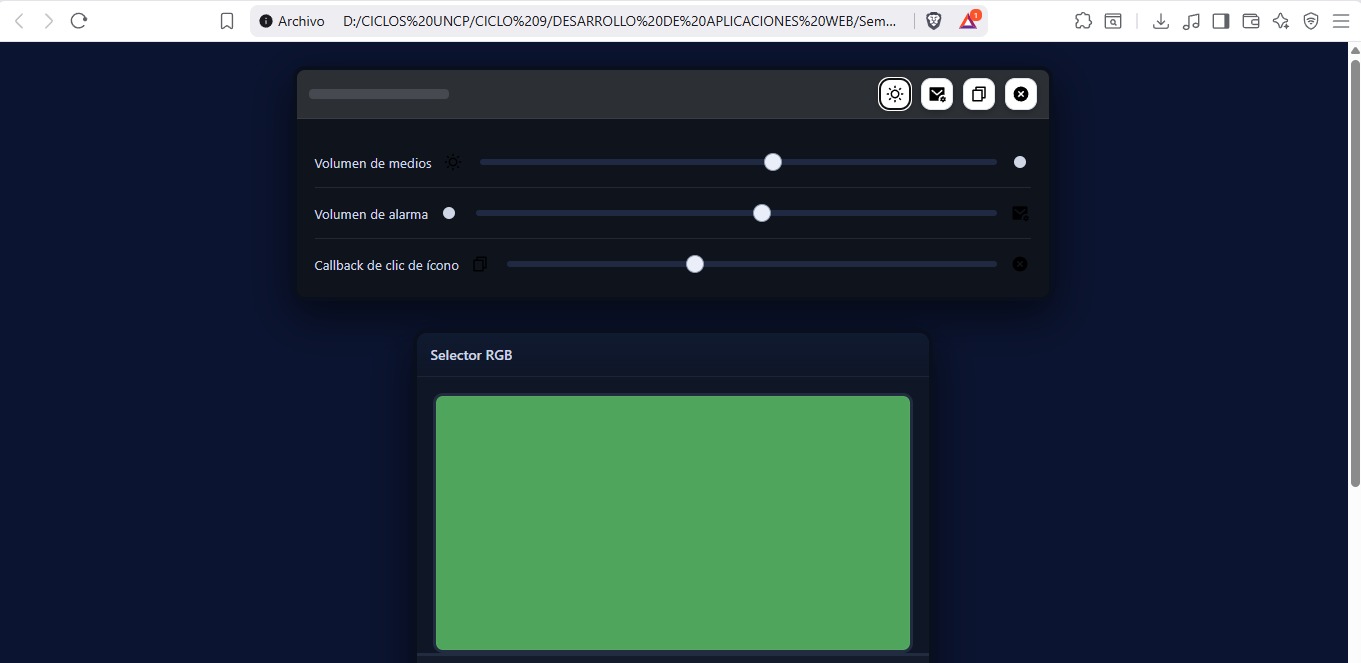 Archivo D:/CICLOS%20UNCP/CICLO%209/DESARROLLO%20DE%20APLICACIONES%20WEB/Sem...
1
Volumen de medios
Volumen de alarma
Callback de clic de ícono
Selector RGB